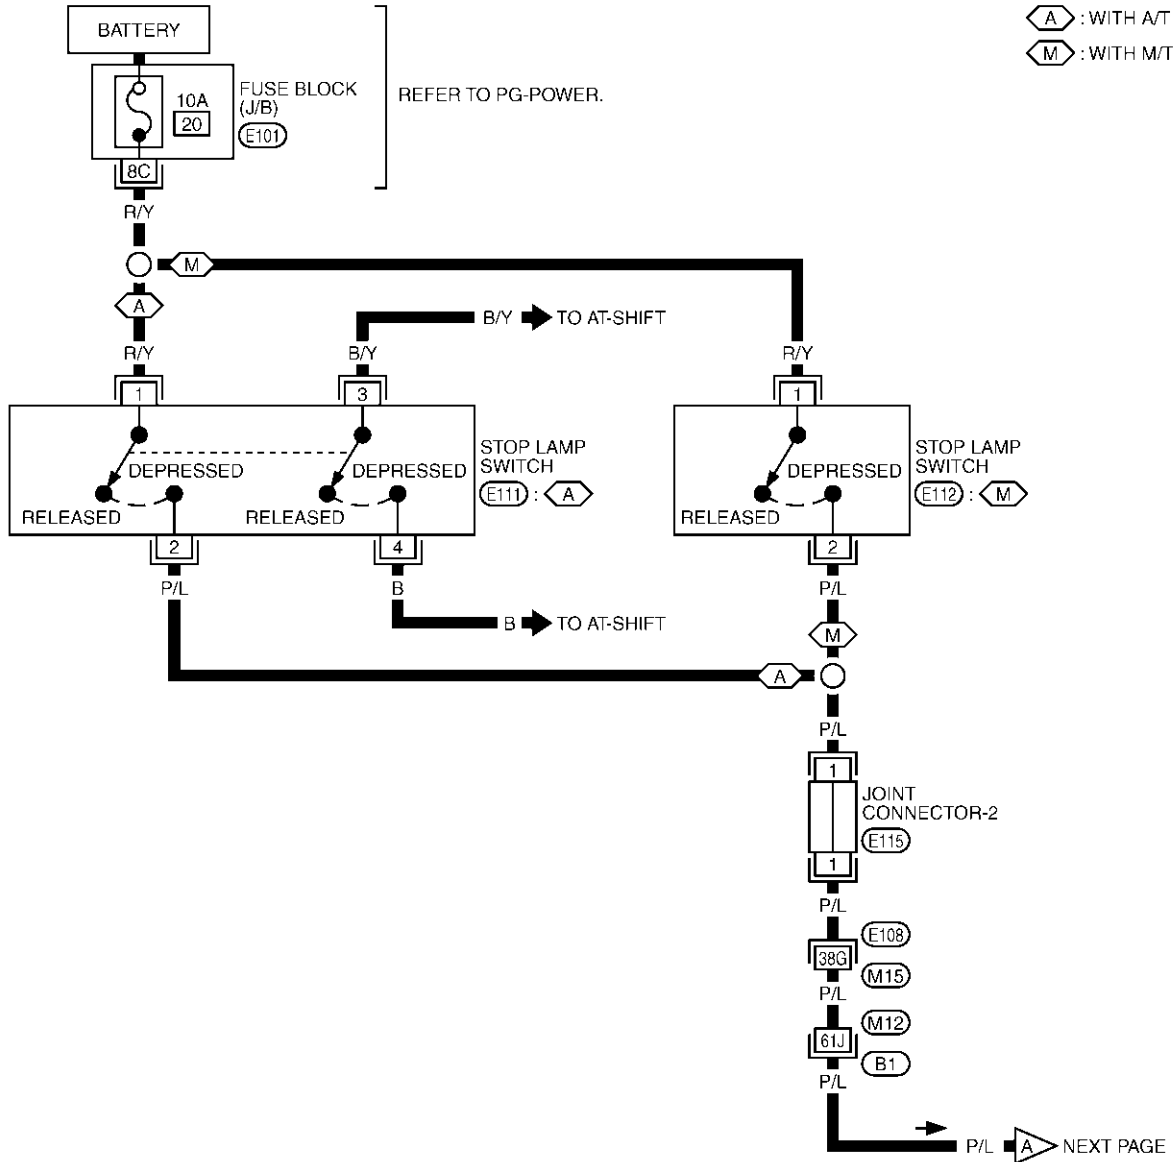 BATTERY
A : WITH A/T
M : WITH M/T
10A
20
FUSE BLOCK
(J/B)
E101
REFER TO PG-POWER.
8C
R/Y
M
A
B/Y TO AT-SHIFT
R/Y
B/Y
R/Y
1
3
1
DEPRESSED
RELEASED
DEPRESSED
RELEASED
STOP LAMP
SWITCH
E111 : A
DEPRESSED
RELEASED
STOP LAMP
SWITCH
E112 : M
2
4
2
P/L
B
P/L
B TO AT-SHIFT
M
A
P/L
1
JOINT
CONNECTOR-2
E115
1
P/L
E108
38G
M15
P/L
M12
61J
B1
P/L
P/L A NEXT PAGE